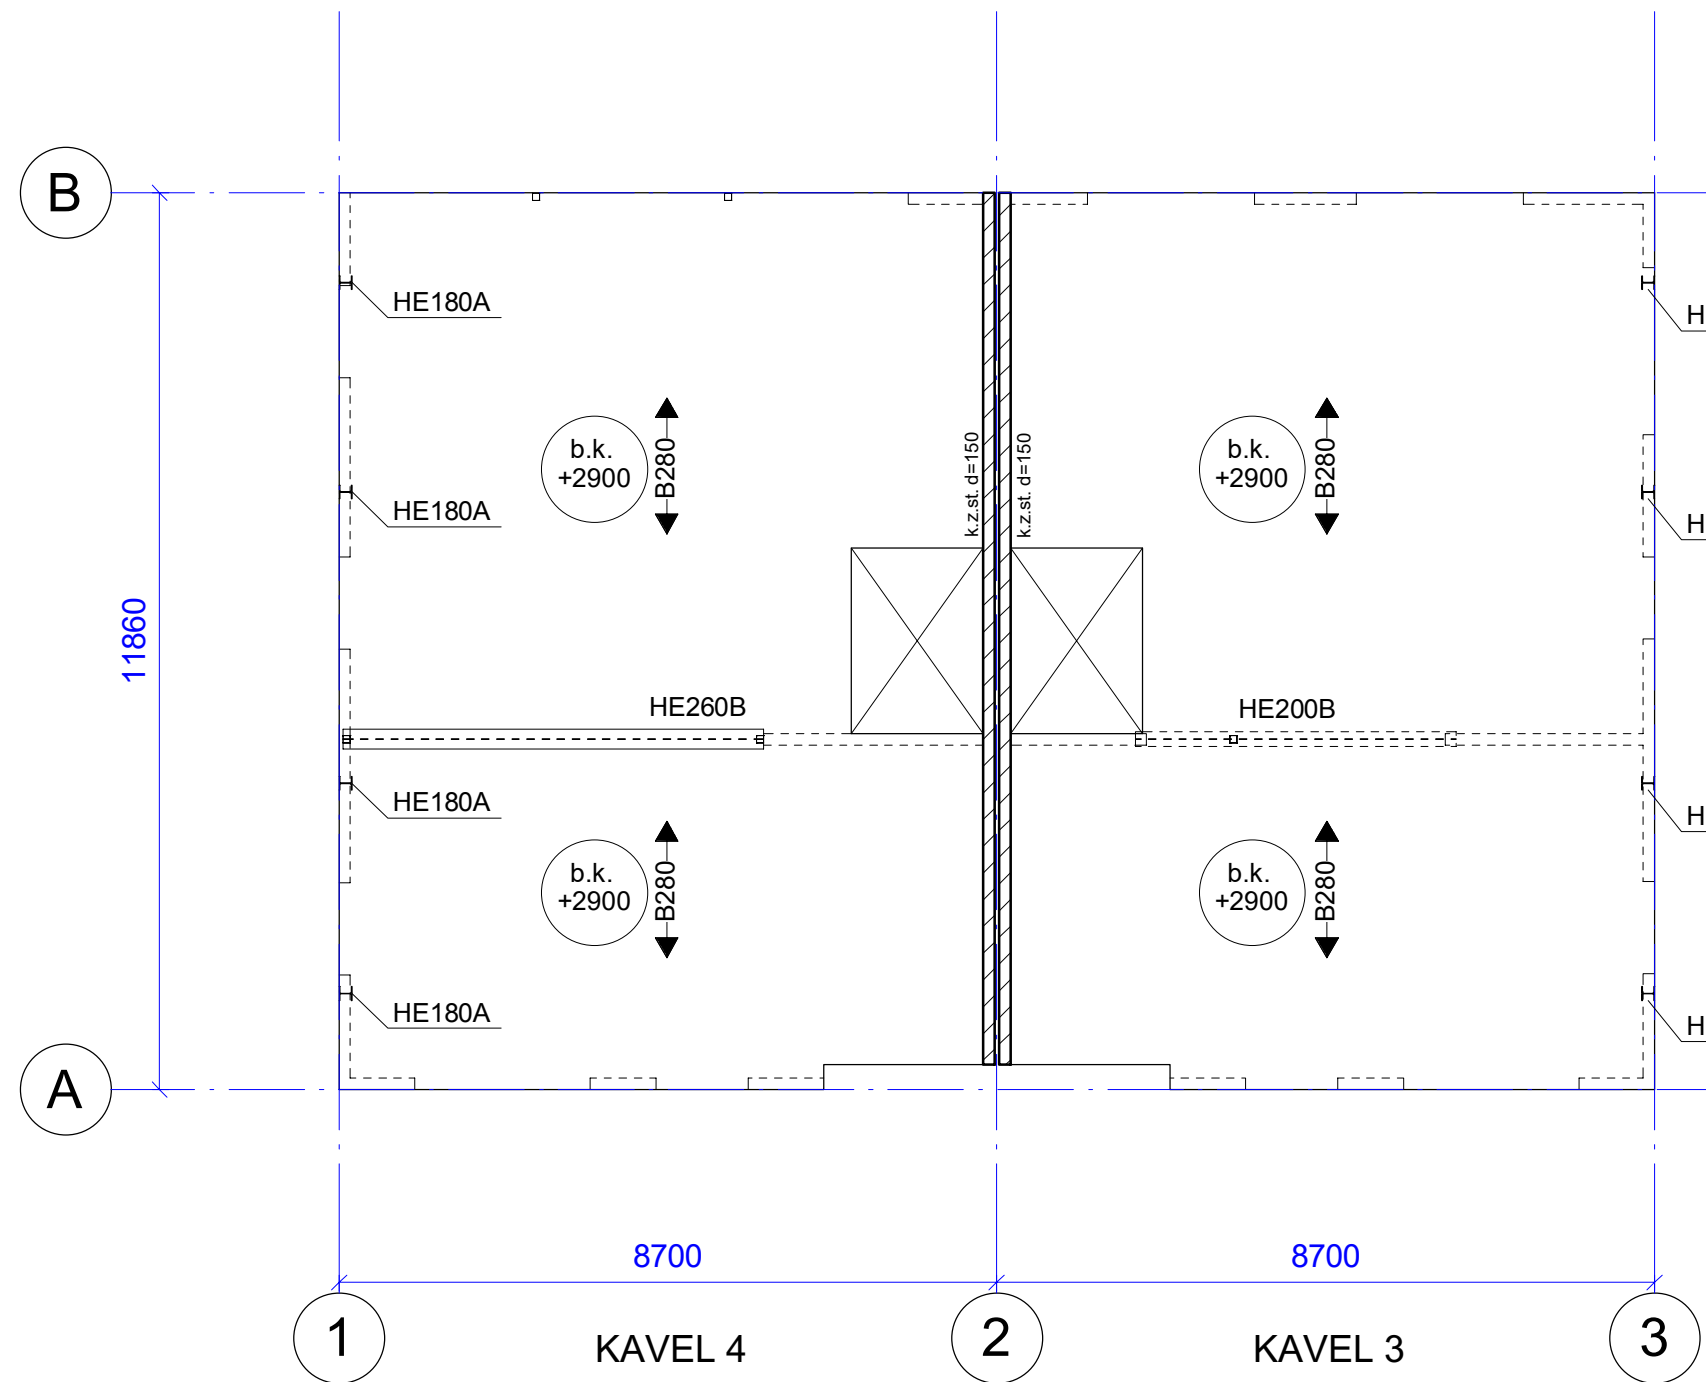 B
HE180A
H
HE180A
b.k.
+2900
B280
k.z.st. d=150
k.z.st. d=150
b.k.
+2900
B280
H
11860
HE260B
HE200B
HE180A
H
b.k.
+2900
B280
b.k.
+2900
B280
HE180A
H
A
8700
8700
1
KAVEL 4
2
KAVEL 3
3